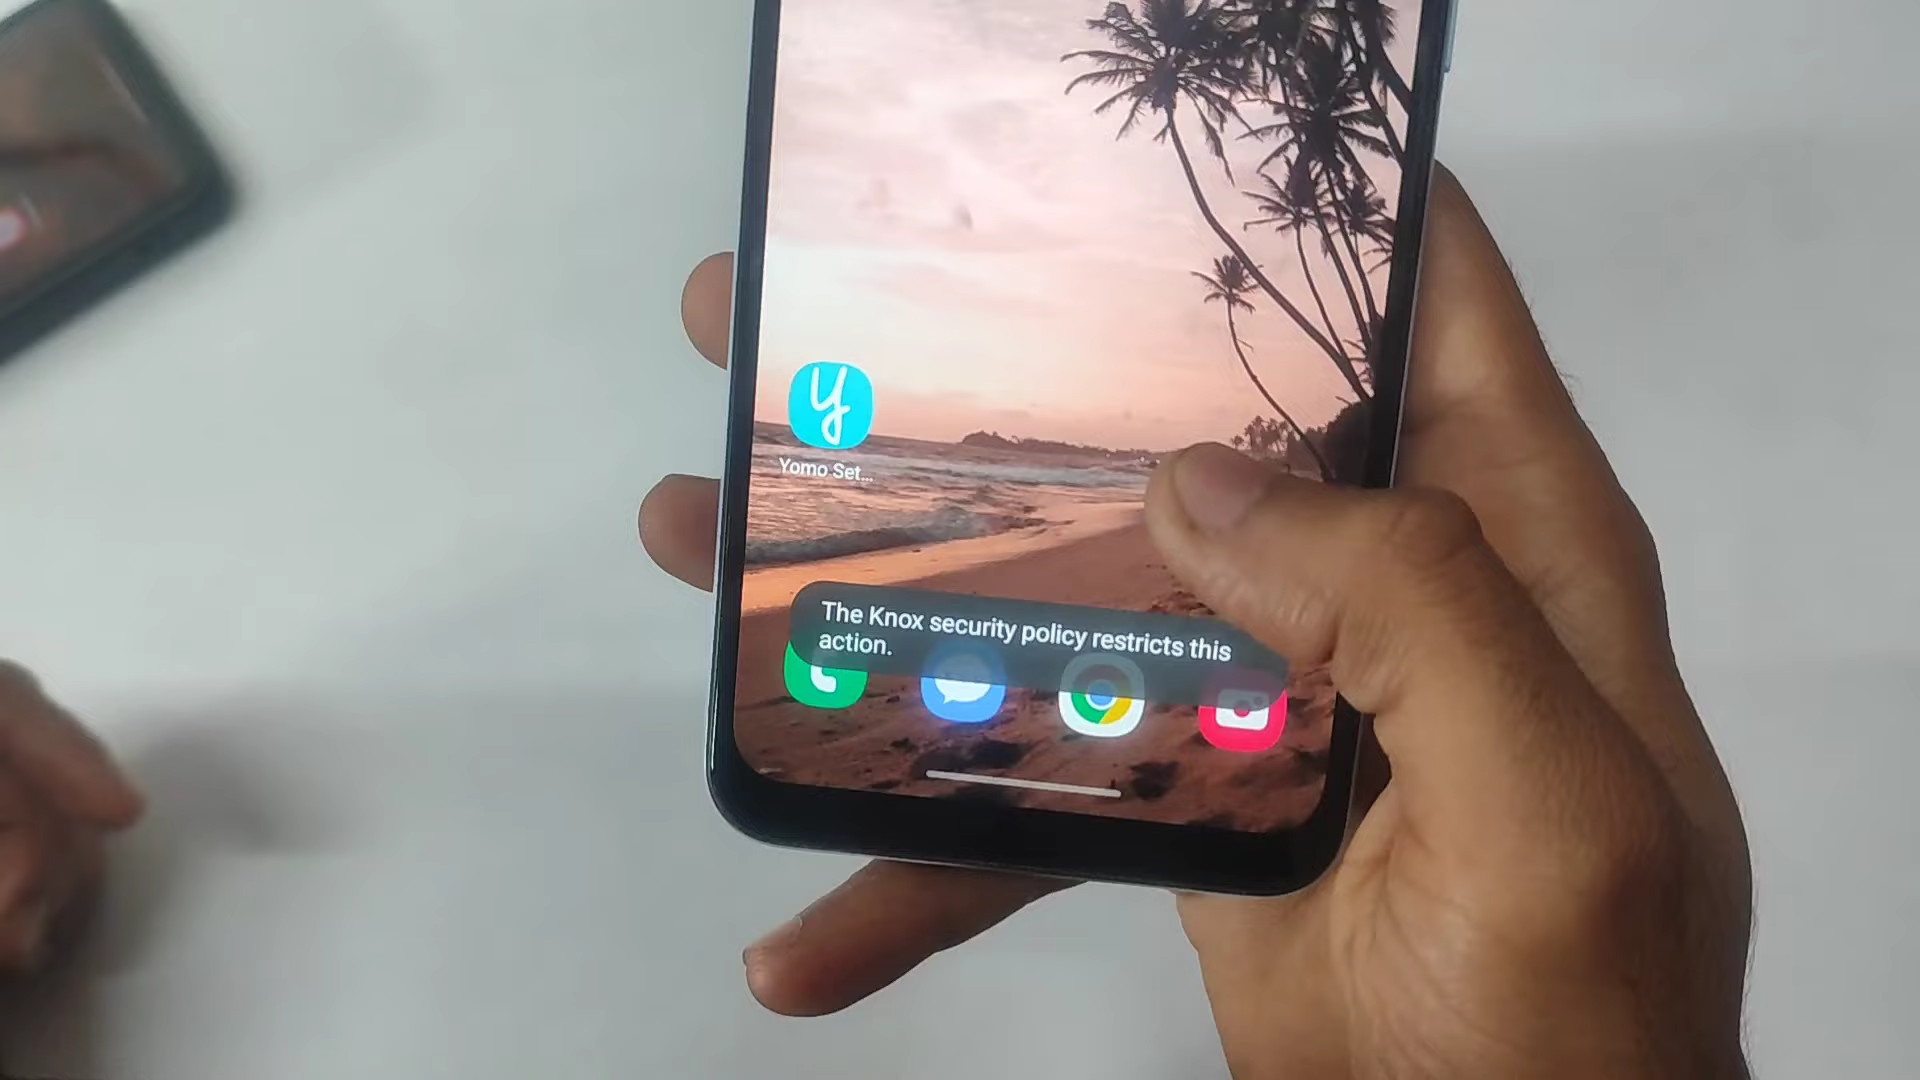 y
Yomo Set...
The Knox security policy restricts this
action.